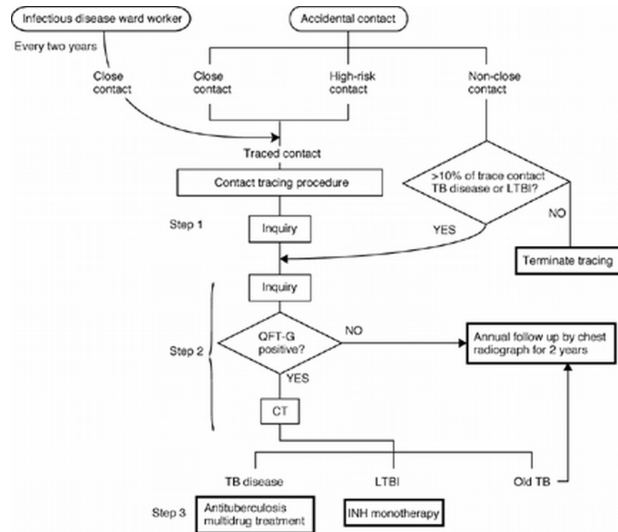 Infectious disease ward worker
Accidental contact
Every two years
Close
contact
Close
contact
High-risk
contact
Non-close
contact
Traced contact
>10% of trace contact
TB disease or LTBI?
Contact tracing procedure
NO
Step 1
Inquiry
YES
Terminate tracing
Inquiry
Step 2
QFT-G
positive?
NO
Annual follow up by chest
radiograph for 2 years
YES
CT
TB disease
LTBI
Old TB
Step 3
Antituberculosis
multidrug treatment
INH monotherapy